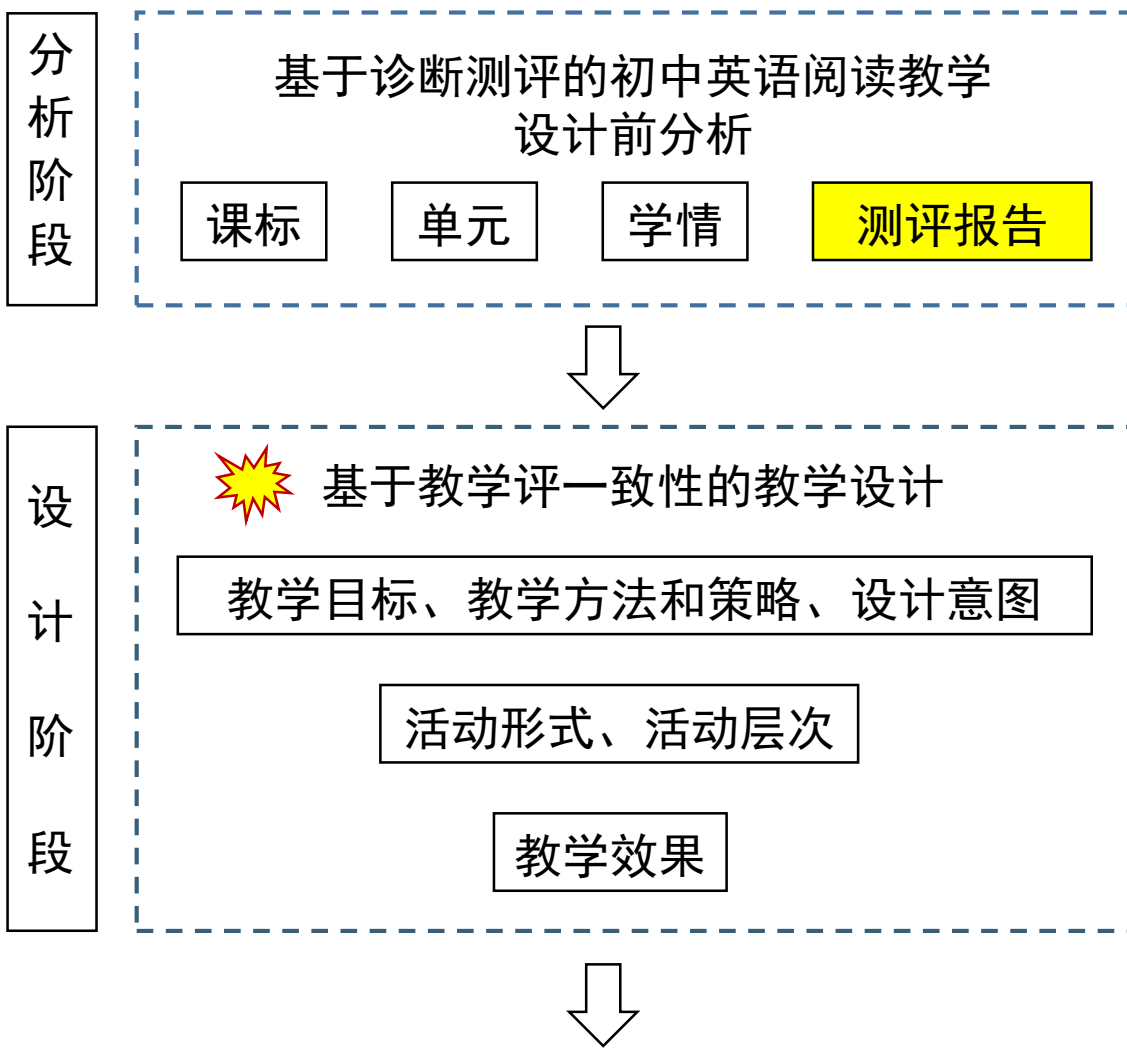 分析阶段
基于诊断测评的初中英语阅读教学
设计前分析
课标
单元
学情
测评报告
设计阶段
基于教学评一致性的教学设计
教学目标、教学方法和策略、设计意图
活动形式、活动层次
教学效果